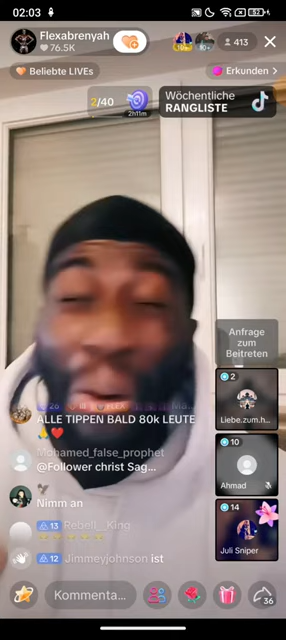 02:03
Flexabrenyah
76.5K
413
Beliebte LIVEs
Erkunden >
2/40
2h11m
Wöchentliche
RANGLISTE
Anfrage
zum
Beitreten
2
Liebe.zum.h...
ALLE TIPPEN BALD 80k LEUTE
Mohamed_false_prophet
@Follower christ Sag...
10
Ahmad
Nimm an
14
Juli Sniper
13 Rebell_King
12 Jimmeyjohnson ist
Kommenta...
36